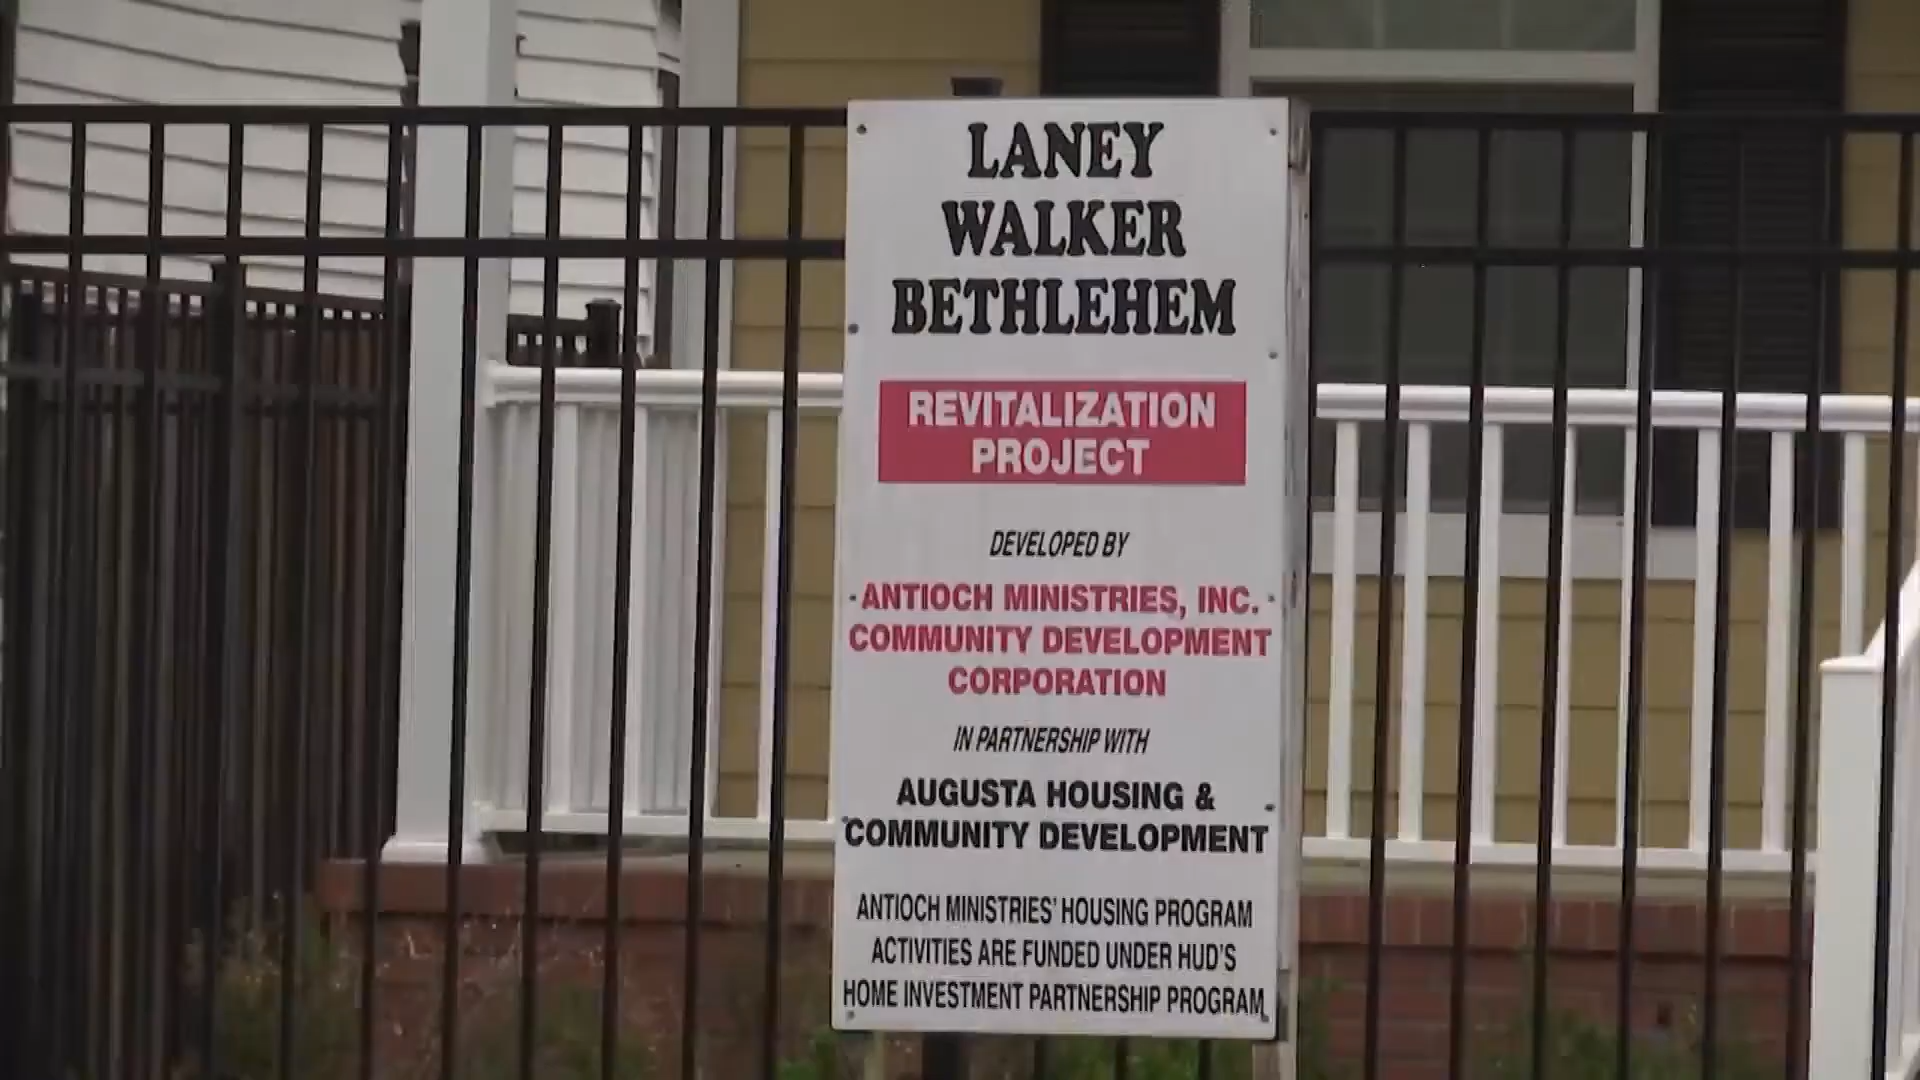 LANEY
WALKER
BETHLEHEM
REVITALIZATION
PROJECT
DEVELOPED BY
ANTIOCH MINISTRIES, INC.
COMMUNITY DEVELOPMENT
CORPORATION
IN PARTNERSHIP WITH
AUGUSTA HOUSING &
COMMUNITY DEVELOPMENT
ANTIOCH MINISTRIES' HOUSING PROGRAM
ACTIVITIES ARE FUNDED UNDER HUD'S
HOME INVESTMENT PARTNERSHIP PROGRAM